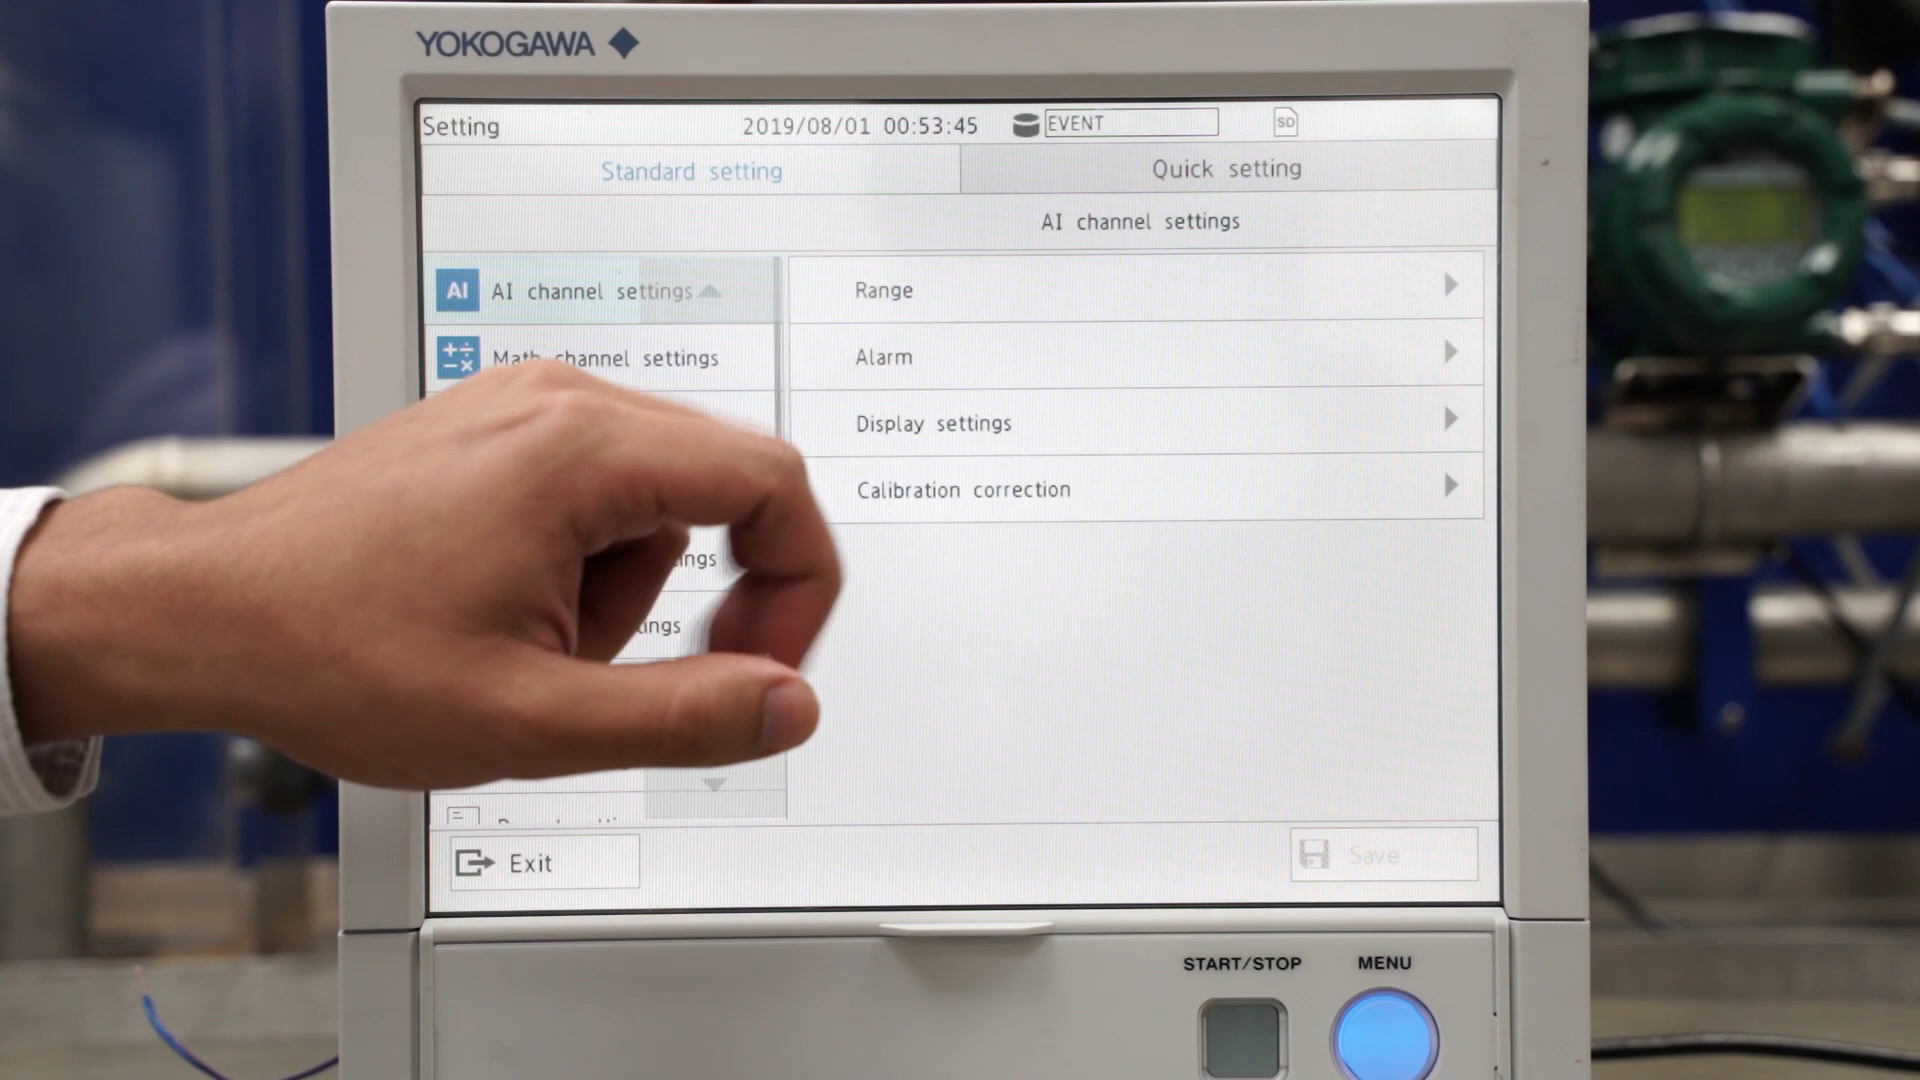 YOKOGAWA
Setting 2019/08/01 00:53:45 EVENT SD
Standard setting Quick setting
AI channel settings
AI AI channel settings
Range
Math channel settings
Alarm
Display settings
Calibration correction
Exit
Save
START/STOP MENU